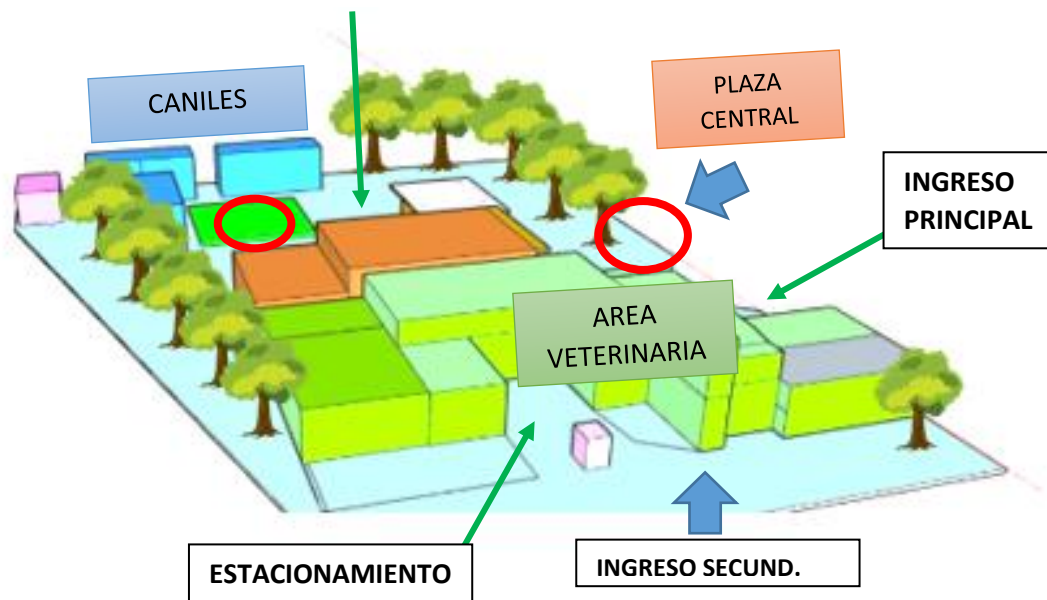 CANILES
PLAZA
CENTRAL
INGRESO
PRINCIPAL
AREA
VETERINARIA
ESTACIONAMIENTO
INGRESO SECUND.